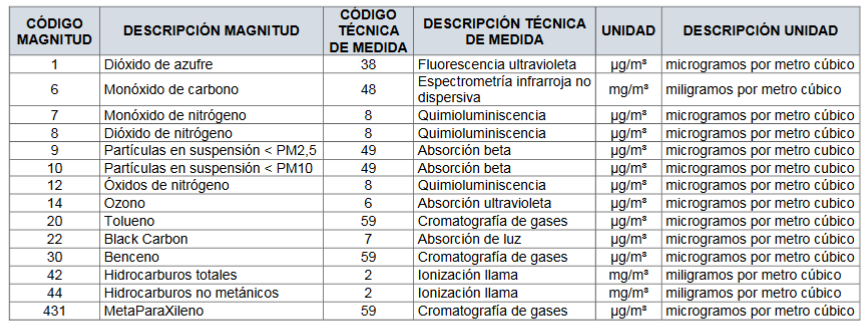 CÓDIGO MAGNITUD | DESCRIPCIÓN MAGNITUD | CÓDIGO TÉCNICA DE MEDIDA | DESCRIPCIÓN TÉCNICA DE MEDIDA | UNIDAD | DESCRIPCIÓN UNIDAD
1 | Dióxido de azufre | 38 | Fluorescencia ultravioleta | µg/m³ | microgramos por metro cúbico
6 | Monóxido de carbono | 48 | Espectrometría infrarroja no dispersiva | mg/m³ | miligramos por metro cúbico
7 | Monóxido de nitrógeno | 8 | Quimioluminiscencia | µg/m³ | microgramos por metro cúbico
8 | Dióxido de nitrógeno | 8 | Quimioluminiscencia | µg/m³ | microgramos por metro cúbico
9 | Partículas en suspensión < PM2,5 | 49 | Absorción beta | µg/m³ | microgramos por metro cubico
10 | Partículas en suspensión < PM10 | 49 | Absorción beta | µg/m³ | microgramos por metro cubico
12 | Óxidos de nitrógeno | 8 | Quimioluminiscencia | µg/m³ | microgramos por metro cúbico
14 | Ozono | 6 | Absorción ultravioleta | µg/m³ | microgramos por metro cubico
20 | Tolueno | 59 | Cromatografía de gases | µg/m³ | microgramos por metro cúbico
22 | Black Carbon | 7 | Absorción de luz | µg/m³ | microgramos por metro cúbico
30 | Benceno | 59 | Cromatografía de gases | µg/m³ | microgramos por metro cúbico
42 | Hidrocarburos totales | 2 | Ionización llama | mg/m³ | miligramos por metro cúbico
44 | Hidrocarburos no metánicos | 2 | Ionización llama | mg/m³ | miligramos por metro cúbico
431 | MetaParaXileno | 59 | Cromatografía de gases | µg/m³ | microgramos por metro cúbico